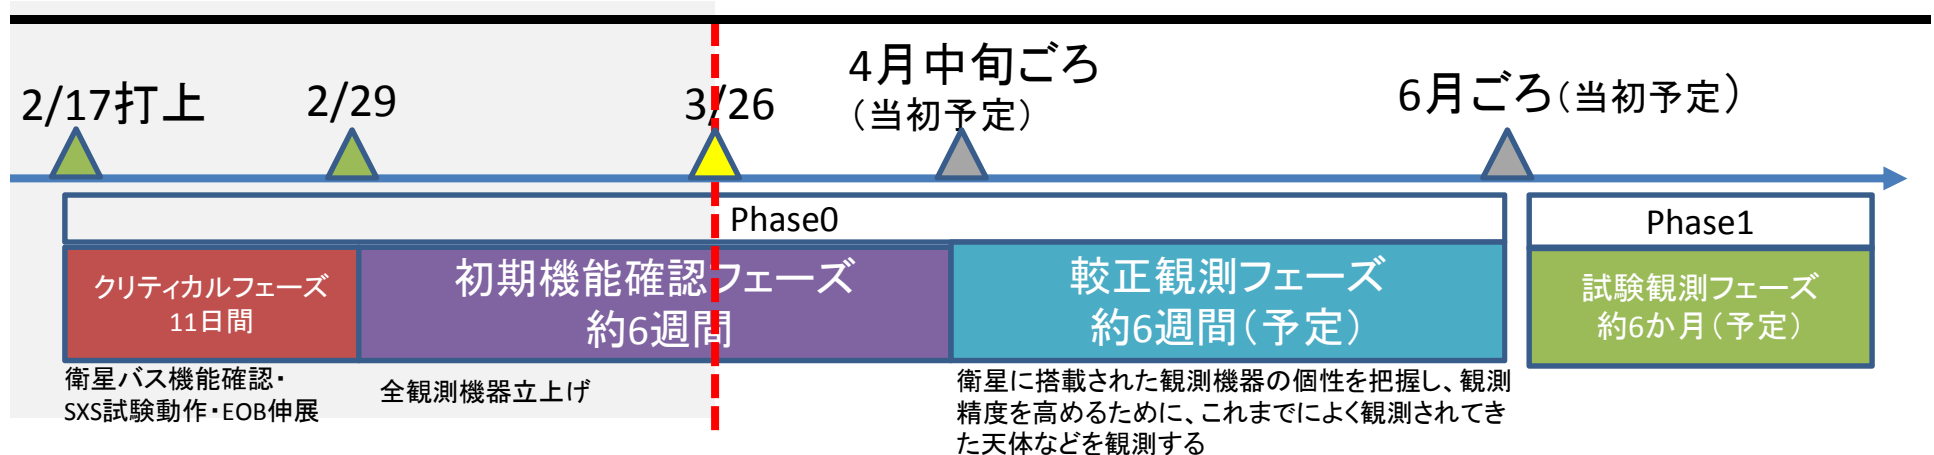 2/17打上
2/29
3/26
4月中旬ごろ
（当初予定）
6月ごろ（当初予定）
Phase0
Phase1
クリティカルフェーズ
11日間
初期機能確認フェーズ
約6週間
較正観測フェーズ
約6週間（予定）
試験観測フェーズ
約6か月（予定）
衛星バス機能確認・
SXS試験動作・EOB伸展
全観測機器立上げ
衛星に搭載された観測機器の個性を把握し、観測
精度を高めるために、これまでによく観測されてき
た天体などを観測する